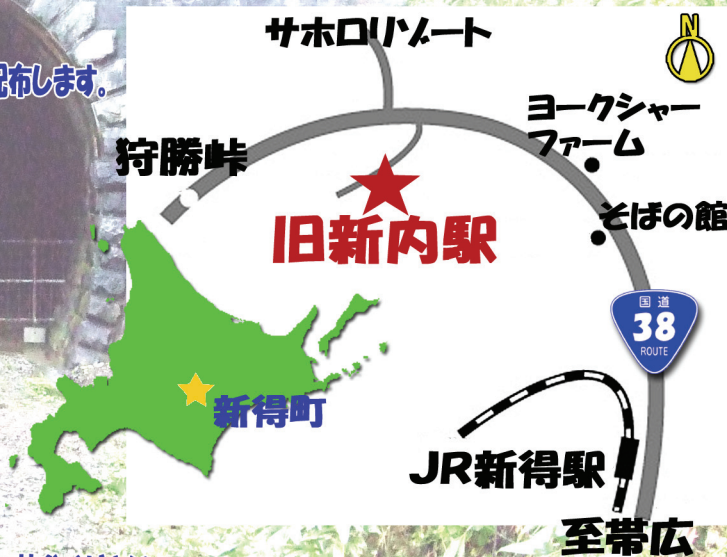 サホロリゾート
N
布します。
ヨークシャー
ファーム
狩勝峠
そばの館
旧新内駅
国道
38
ROUTE
新得町
JR新得駅
至帯広